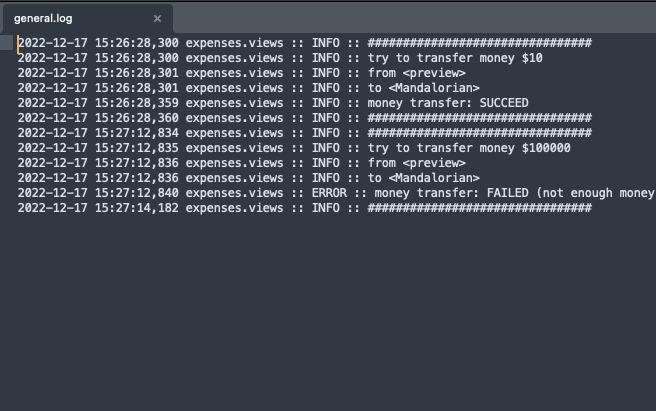 general.log ×
2022-12-17 15:26:28,300 expenses.views :: INFO :: ################################
2022-12-17 15:26:28,300 expenses.views :: INFO :: try to transfer money $10
2022-12-17 15:26:28,301 expenses.views :: INFO :: from <preview>
2022-12-17 15:26:28,301 expenses.views :: INFO :: to <Mandalorian>
2022-12-17 15:26:28,359 expenses.views :: INFO :: money transfer: SUCCEED
2022-12-17 15:26:28,360 expenses.views :: INFO :: ################################
2022-12-17 15:27:12,834 expenses.views :: INFO :: ################################
2022-12-17 15:27:12,835 expenses.views :: INFO :: try to transfer money $100000
2022-12-17 15:27:12,836 expenses.views :: INFO :: from <preview>
2022-12-17 15:27:12,836 expenses.views :: INFO :: to <Mandalorian>
2022-12-17 15:27:12,840 expenses.views :: ERROR :: money transfer: FAILED (not enough money
2022-12-17 15:27:14,182 expenses.views :: INFO :: ################################